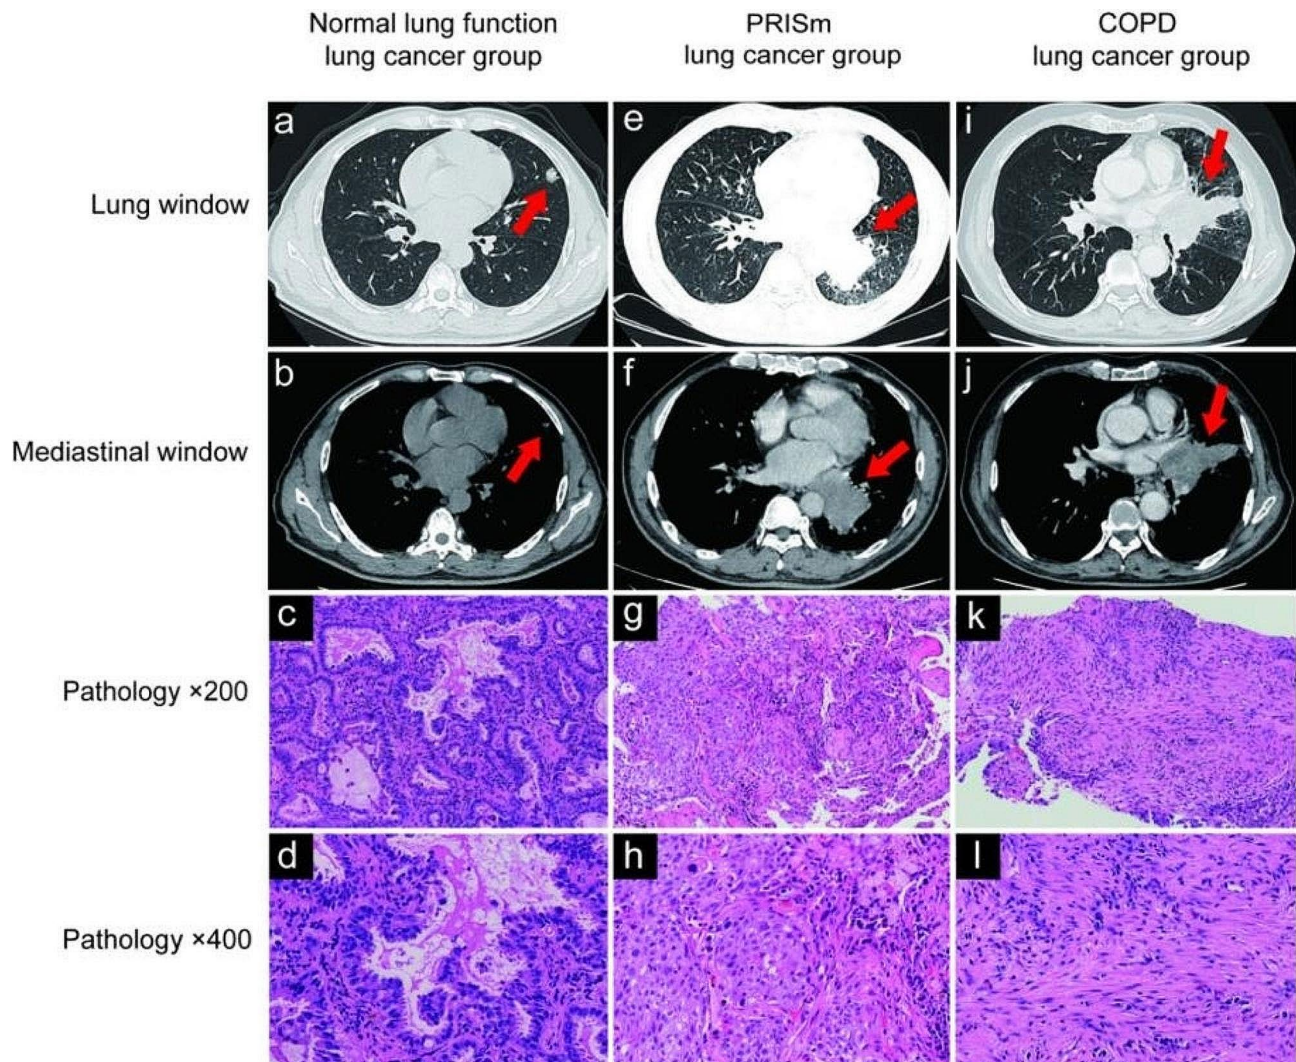 Normal lung function
lung cancer group
PRISm
lung cancer group
COPD
lung cancer group
Lung window
a
e
i
Mediastinal window
b
f
j
Pathology ×200
c
g
k
Pathology ×400
d
h
l